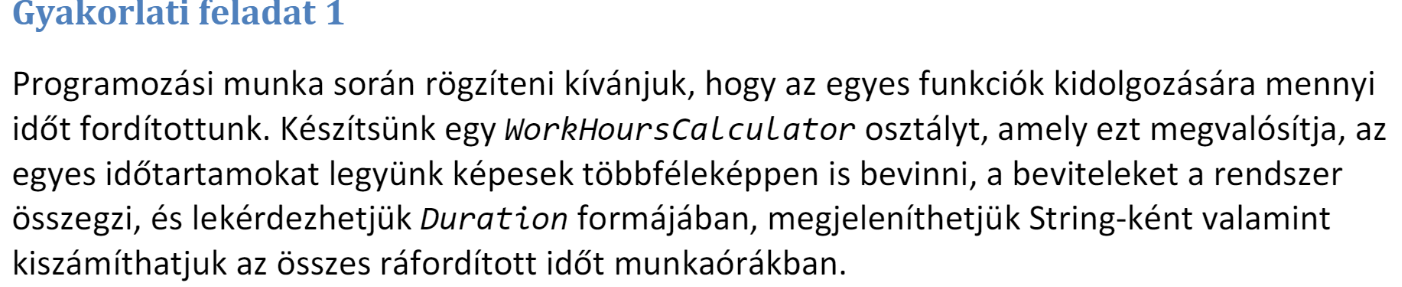 Gyakorlati feladat 1
Programozási munka során rögzíteni kívánjuk, hogy az egyes funkciók kidolgozására mennyi
időt fordítottunk. Készítsünk egy WorkHoursCalculator osztályt, amely ezt megvalósítja, az
egyes időtartamokat legyünk képesek többféleképpen is bevinni, a beviteleket a rendszer
összegzi, és lekérdezhetjük Duration formájában, megjeleníthetjük String-ként valamint
kiszámíthatjuk az összes ráfordított időt munkaórákban.